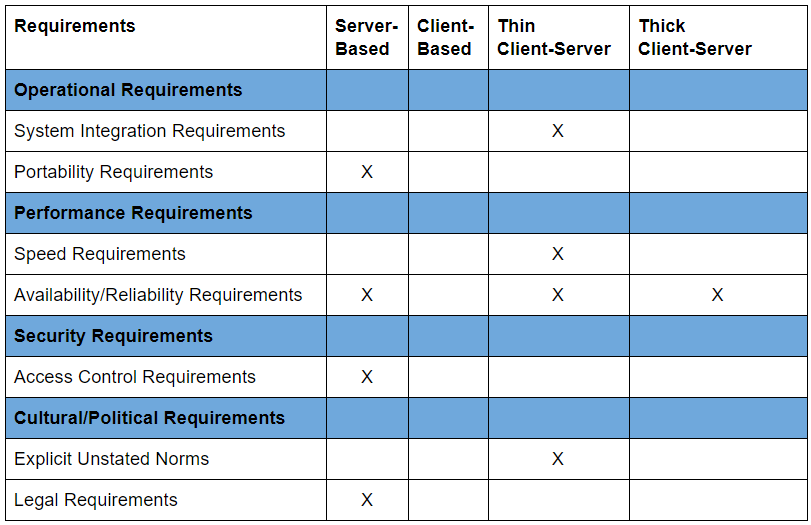 Requirements Server-Based Client-Based Thin Client-Server Thick Client-Server
Operational Requirements
System Integration Requirements X
Portability Requirements X
Performance Requirements
Speed Requirements X
Availability/Reliability Requirements X X X
Security Requirements
Access Control Requirements X
Cultural/Political Requirements
Explicit Unstated Norms X
Legal Requirements X